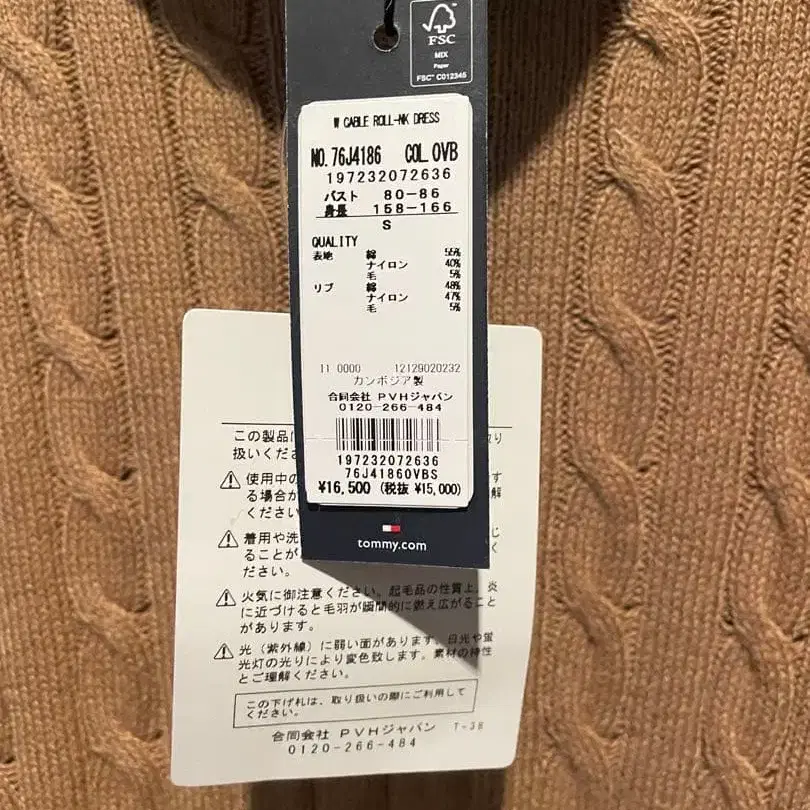 FSC
MIX
Paper
FSC™ C012345
W CABLE ROLL-NK DRESS
NO. 76J4186 COL. OVB
197232072636
バスト 80-86
身長 158-166
S
QUALITY
表地 綿 55%
ナイロン 40%
毛 5%
リブ 綿 48%
ナイロン 47%
毛 5%
11 0000 12129020232
カンボジア製
合同会社 PVHジャパン
0120-266-484
197232072636
76J41860VBS
¥16,500 (税抜 ¥15,000)
tommy.com
この製品に
扱いくださ
使用中の す
る場合が 解
ください
着用や洗 じ
ることが く
ださい。
火気に御注意ください。起毛品の性質上、炎
に近づけると毛羽が瞬間的に燃え広がること
があります。
光（紫外線）に弱い面があります。日光や蛍
光灯の光りにより変色致します。素材の特性
とご理解ください。
この下げ札は、取り扱いの際にご利用して
ください。
合同会社 PVHジャパン T-38
0120-266-484